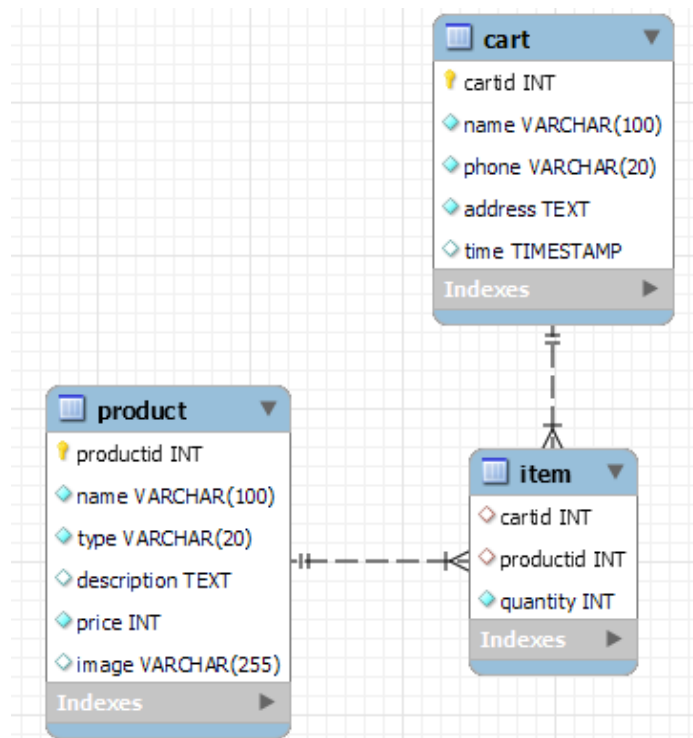 cart
cartid INT
name VARCHAR(100)
phone VARCHAR(20)
address TEXT
time TIMESTAMP
Indexes
product
productid INT
name VARCHAR(100)
type VARCHAR(20)
description TEXT
price INT
image VARCHAR(255)
Indexes
item
cartid INT
productid INT
quantity INT
Indexes